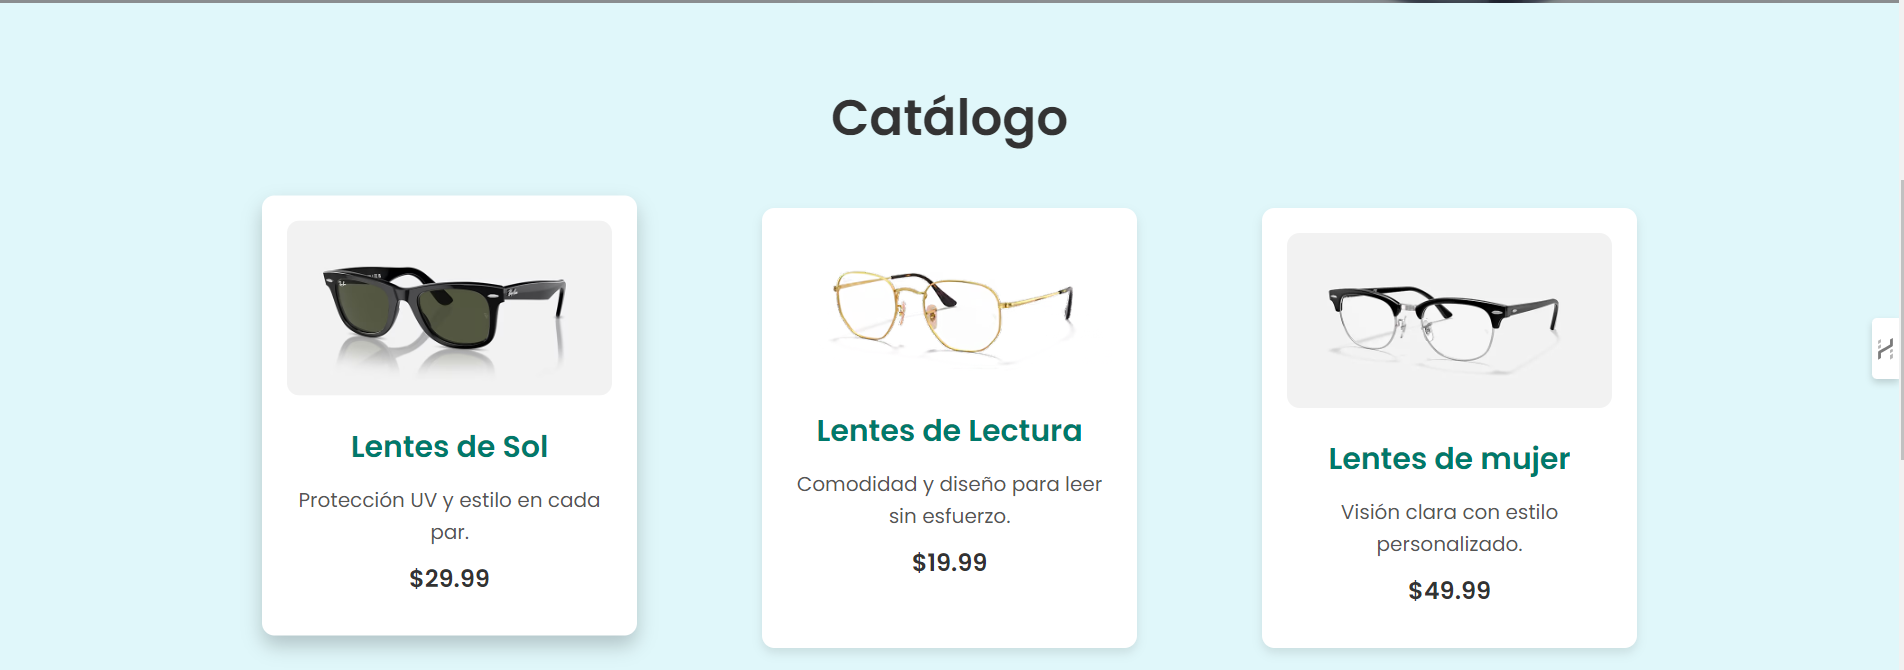 Catálogo
Lentes de Sol
Protección UV y estilo en cada
par.
$29.99
Lentes de Lectura
Comodidad y diseño para leer
sin esfuerzo.
$19.99
Lentes de mujer
Visión clara con estilo
personalizado.
$49.99